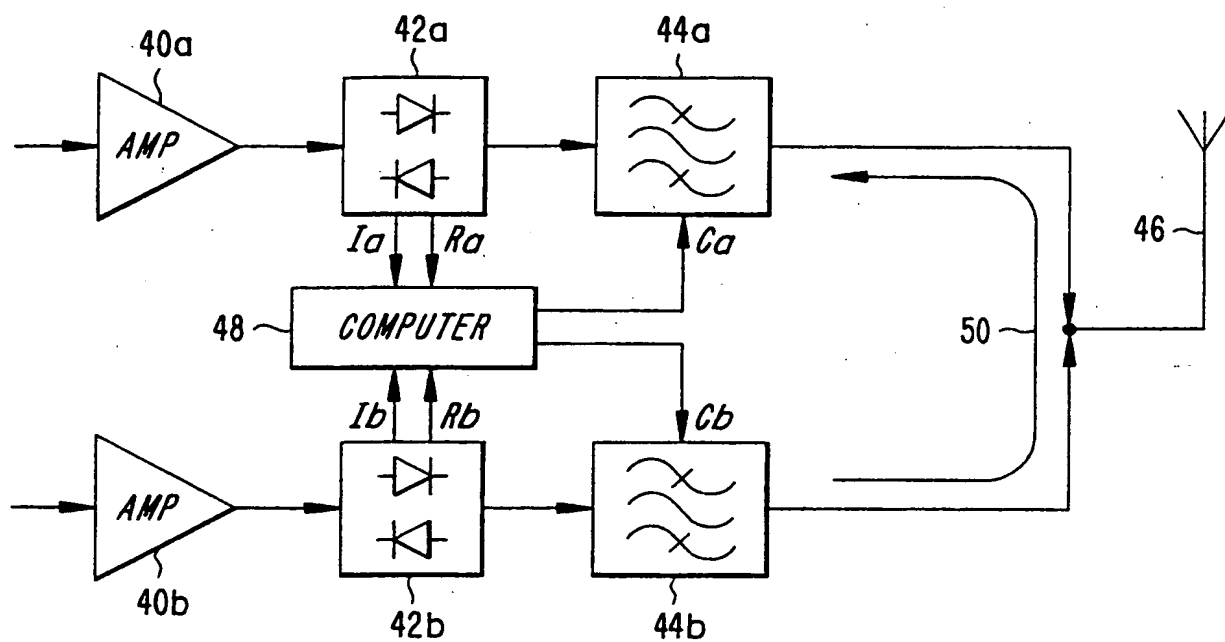 40a
42a
44a
AMP
Ia
Ra
Ca
46
48
COMPUTER
50
Ib
Rb
Cb
AMP
40b
42b
44b